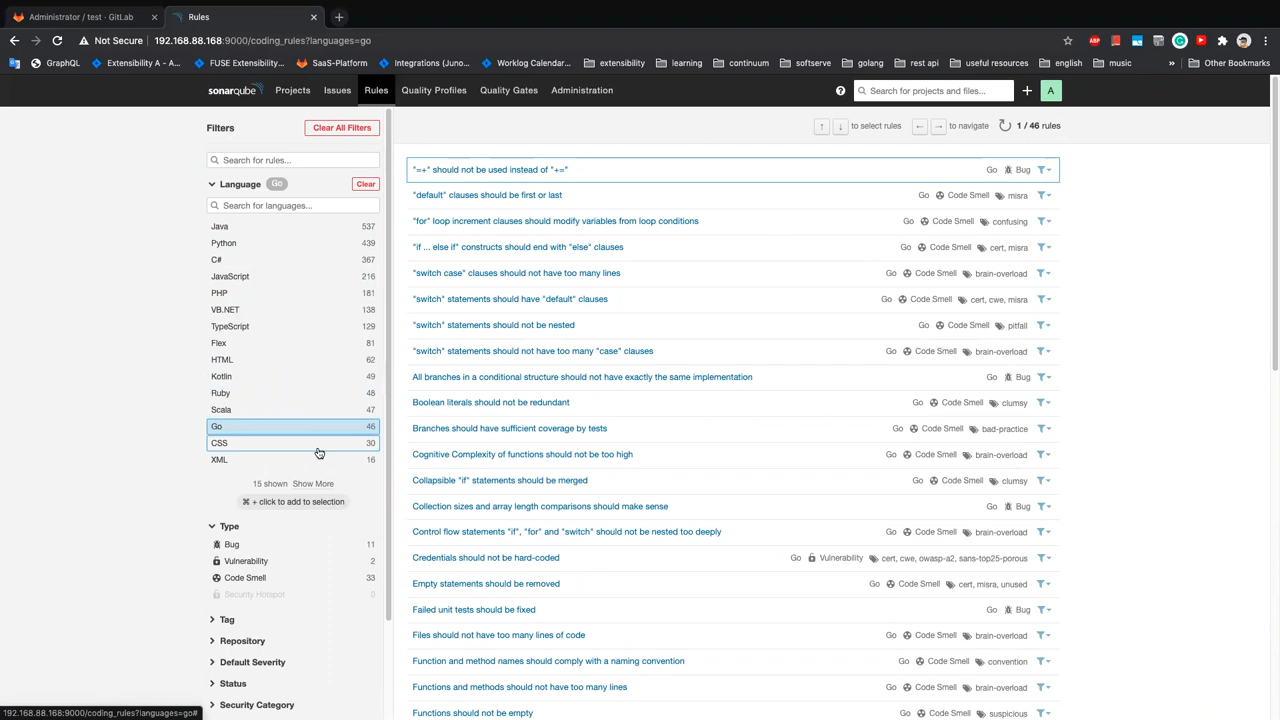 Administrator / test · GitLab
Rules
Not Secure 192.168.88.168:9000/coding_rules?languages=go
GraphQL Extensibility A – A... FUSE Extensibility... SaaS-Platform Integrations (Juno... Worklog Calendar... extensibility learning continuum softserve golang rest api useful resources english music » Other Bookmarks
sonarqube Projects Issues Rules Quality Profiles Quality Gates Administration Search for projects and files... A
Filters Clear All Filters
to select rules to navigate 1 / 46 rules
Search for rules...
Language Go Clear
Search for languages...
Java 537
Python 439
C# 367
JavaScript 216
PHP 181
VB.NET 138
TypeScript 129
Flex 81
HTML 62
Kotlin 49
Ruby 48
Scala 47
Go 46
CSS 30
XML 16
15 shown Show More
⌘ + click to add to selection
Type
Bug 11
Vulnerability 2
Code Smell 33
Security Hotspot 0
Tag
Repository
Default Severity
Status
Security Category
"=+" should not be used instead of "+=" Go Bug
"default" clauses should be first or last Go Code Smell misra
"for" loop increment clauses should modify variables from loop conditions Go Code Smell confusing
"if ... else if" constructs should end with "else" clauses Go Code Smell cert, misra
"switch case" clauses should not have too many lines Go Code Smell brain-overload
"switch" statements should have "default" clauses Go Code Smell cert, cwe, misra
"switch" statements should not be nested Go Code Smell pitfall
"switch" statements should not have too many "case" clauses Go Code Smell brain-overload
All branches in a conditional structure should not have exactly the same implementation Go Bug
Boolean literals should not be redundant Go Code Smell clumsy
Branches should have sufficient coverage by tests Go Code Smell bad-practice
Cognitive Complexity of functions should not be too high Go Code Smell brain-overload
Collapsible "if" statements should be merged Go Code Smell clumsy
Collection sizes and array length comparisons should make sense Go Bug
Control flow statements "if", "for" and "switch" should not be nested too deeply Go Code Smell brain-overload
Credentials should not be hard-coded Go Vulnerability cert, cwe, owasp-a2, sans-top25-porous
Empty statements should be removed Go Code Smell cert, misra, unused
Failed unit tests should be fixed Go Bug
Files should not have too many lines of code Go Code Smell brain-overload
Function and method names should comply with a naming convention Go Code Smell convention
Functions and methods should not have too many lines Go Code Smell brain-overload
Functions should not be empty Go Code Smell suspicious
192.168.88.168:9000/coding_rules?languages=go#